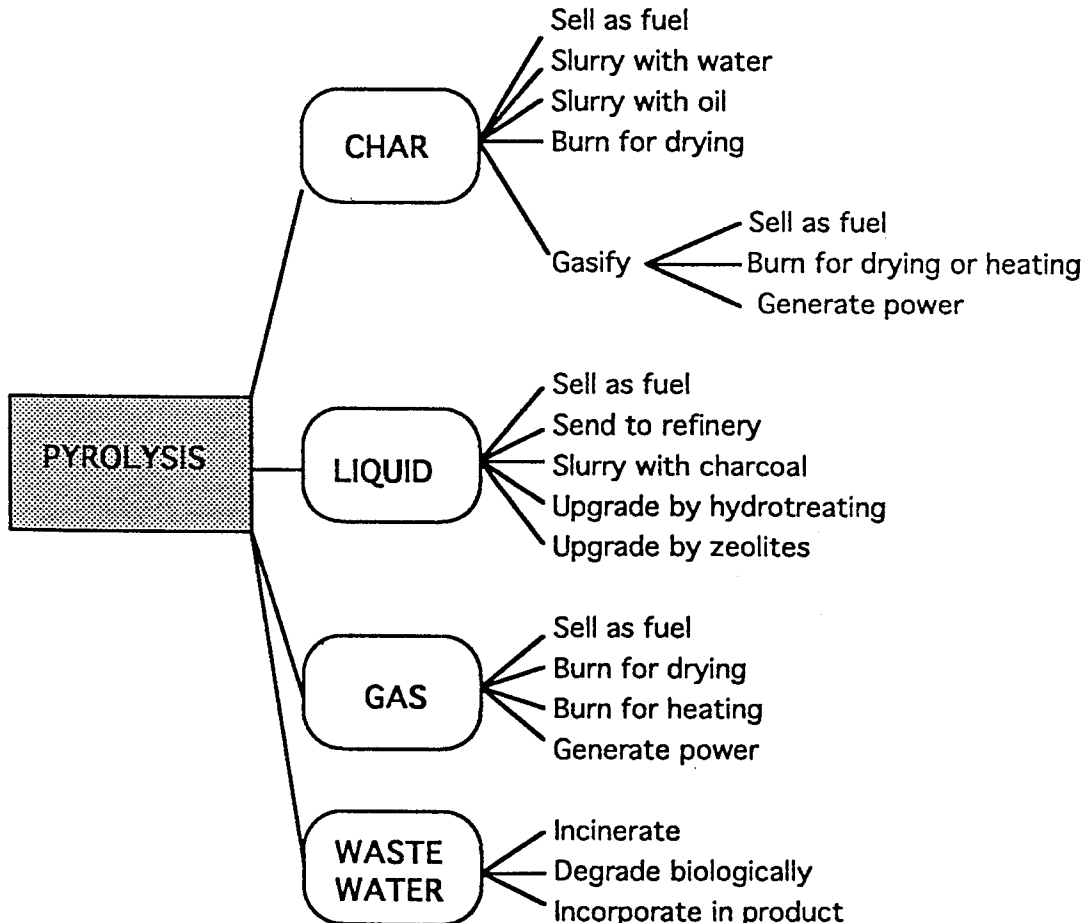 Sell as fuel
Slurry with water
CHAR
Slurry with oil
Burn for drying
Gasify
Sell as fuel
Burn for drying or heating
Generate power
PYROLYSIS
LIQUID
Sell as fuel
Send to refinery
Slurry with charcoal
Upgrade by hydrotreating
Upgrade by zeolites
GAS
Sell as fuel
Burn for drying
Burn for heating
Generate power
WASTE
WATER
Incinerate
Degrade biologically
Incorporate in product